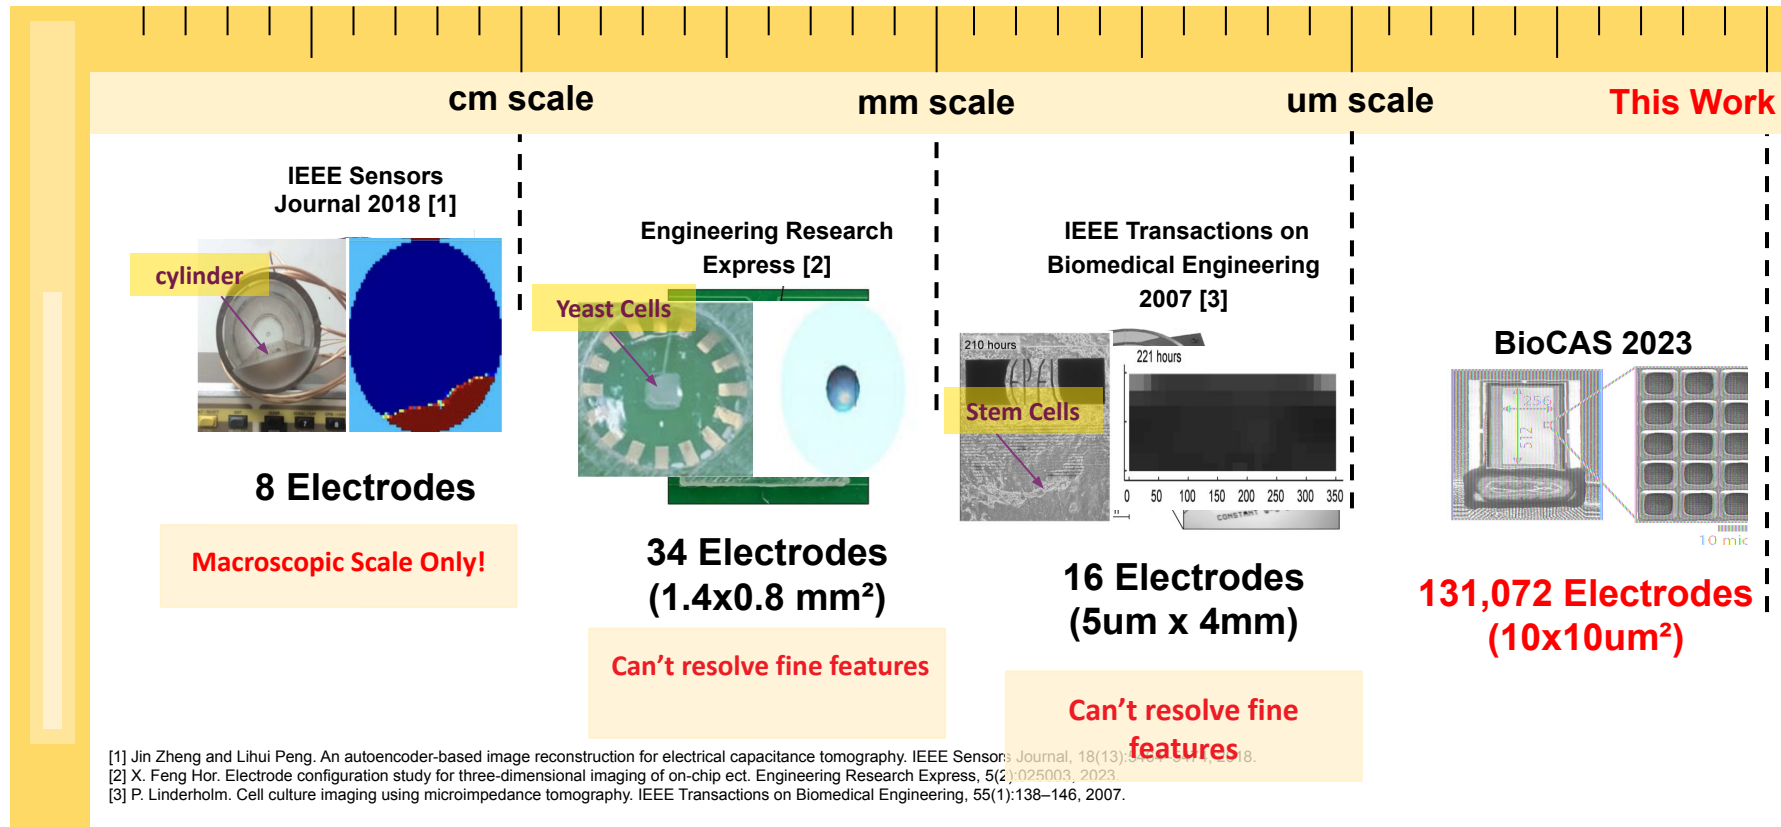 cm scale
mm scale
um scale
This Work
IEEE Sensors
Journal 2018 [1]
cylinder
8 Electrodes
Macroscopic Scale Only!
Engineering Research
Express [2]
Yeast Cells
34 Electrodes
(1.4x0.8 mm²)
Can't resolve fine features
IEEE Transactions on
Biomedical Engineering
2007 [3]
210 hours
Stem Cells
221 hours
0 50 100 150 200 250 300 350
CONSTANT
16 Electrodes
(5um x 4mm)
Can't resolve fine
features
BioCAS 2023
256
512
10 mic
131,072 Electrodes
(10x10um²)
[1] Jin Zheng and Lihui Peng. An autoencoder-based image reconstruction for electrical capacitance tomography. IEEE Sensors Journal, 18(13): 2018.
[2] X. Feng Hor. Electrode configuration study for three-dimensional imaging of on-chip ect. Engineering Research Express, 5(2):025003, 2023.
[3] P. Linderholm. Cell culture imaging using microimpedance tomography. IEEE Transactions on Biomedical Engineering, 55(1):138–146, 2007.